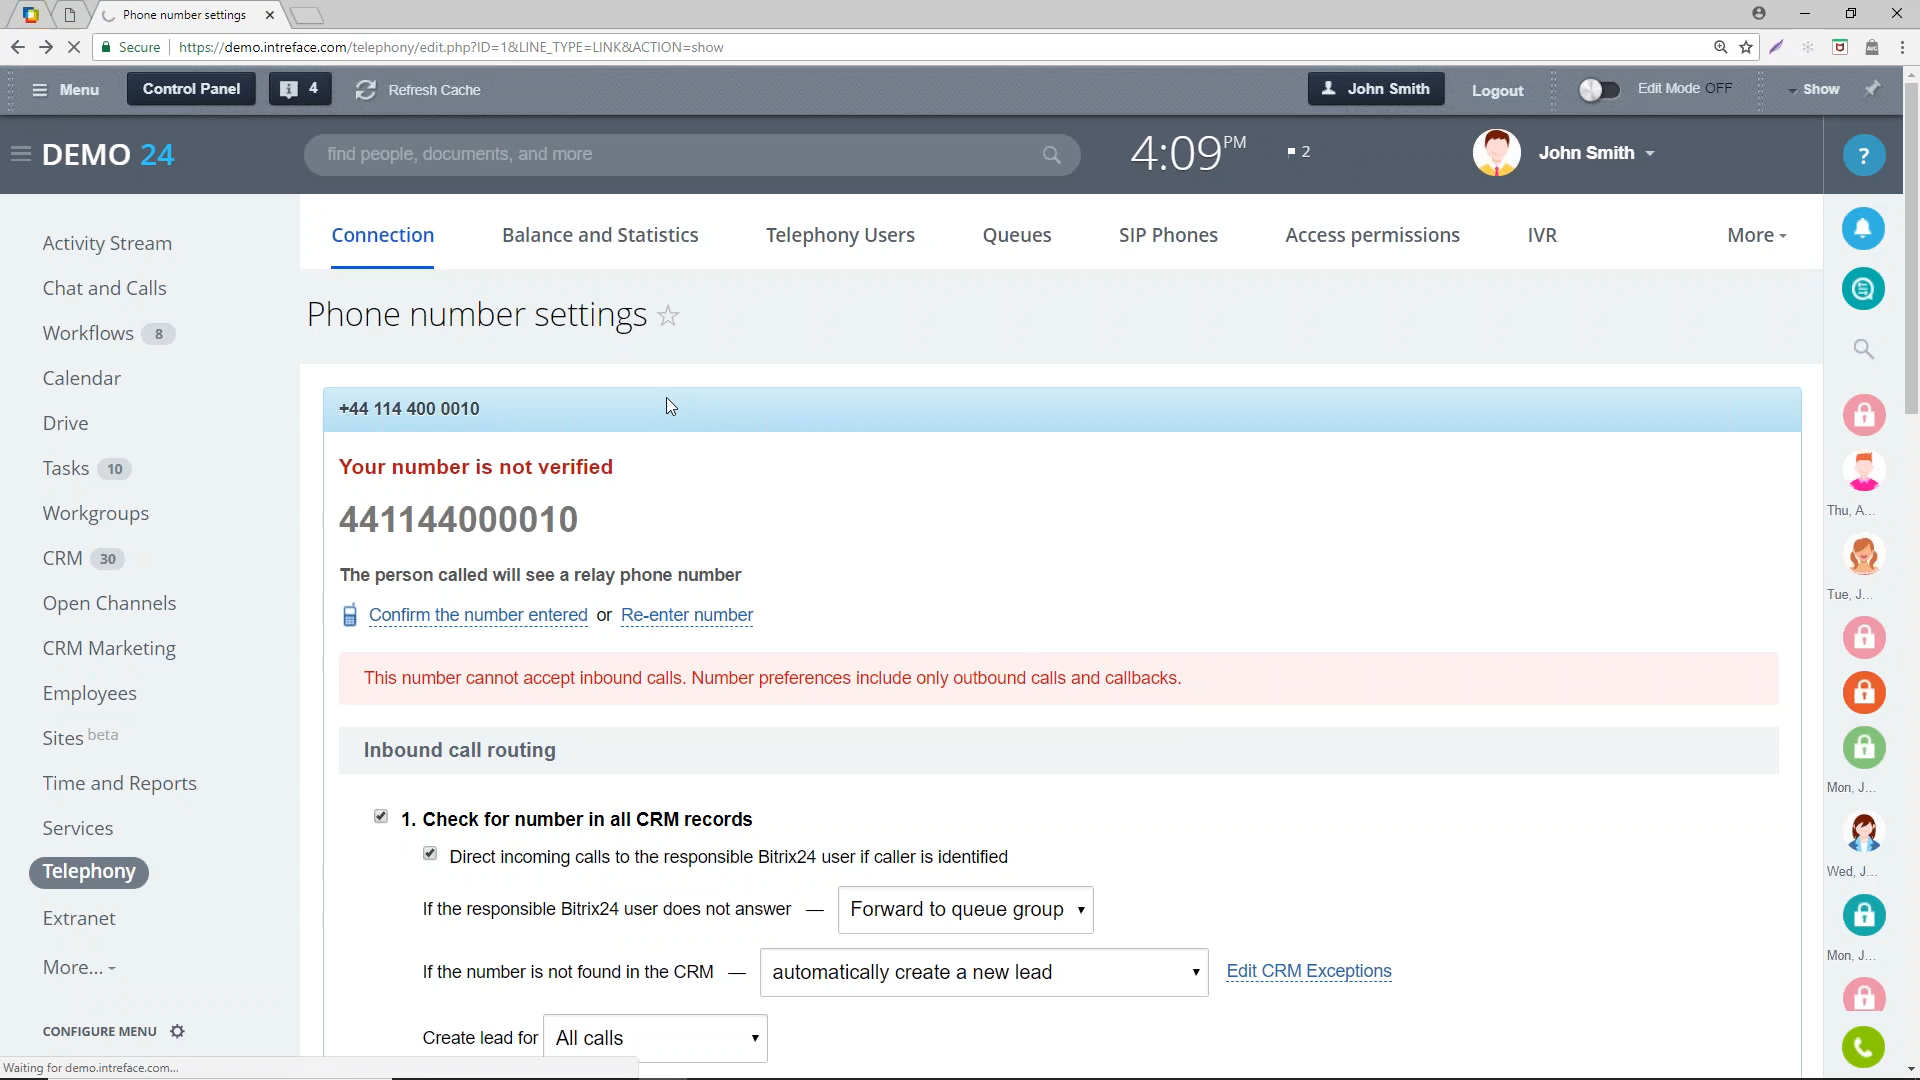 Phone number settings
Secure https://demo.intreface.com/telephony/edit.php?ID=1&LINE_TYPE=LINK&ACTION=show
Menu Control Panel 4 Refresh Cache John Smith Logout Edit Mode OFF Show
DEMO 24 find people, documents, and more 4:09 PM 2 John Smith ?
Connection Balance and Statistics Telephony Users Queues SIP Phones Access permissions IVR More
Activity Stream
Chat and Calls
Workflows 8
Calendar
Drive
Tasks 10
Workgroups
CRM 30
Open Channels
CRM Marketing
Employees
Sites beta
Time and Reports
Services
Telephony
Extranet
More...
CONFIGURE MENU
Phone number settings
+44 114 400 0010
Your number is not verified
441144000010
The person called will see a relay phone number
Confirm the number entered or Re-enter number
This number cannot accept inbound calls. Number preferences include only outbound calls and callbacks.
Inbound call routing
1. Check for number in all CRM records
Direct incoming calls to the responsible Bitrix24 user if caller is identified
If the responsible Bitrix24 user does not answer — Forward to queue group
If the number is not found in the CRM — automatically create a new lead Edit CRM Exceptions
Create lead for All calls
Thu, A...
Tue, J...
Mon, J...
Wed, J...
Mon, J...
Waiting for demo.intreface.com...